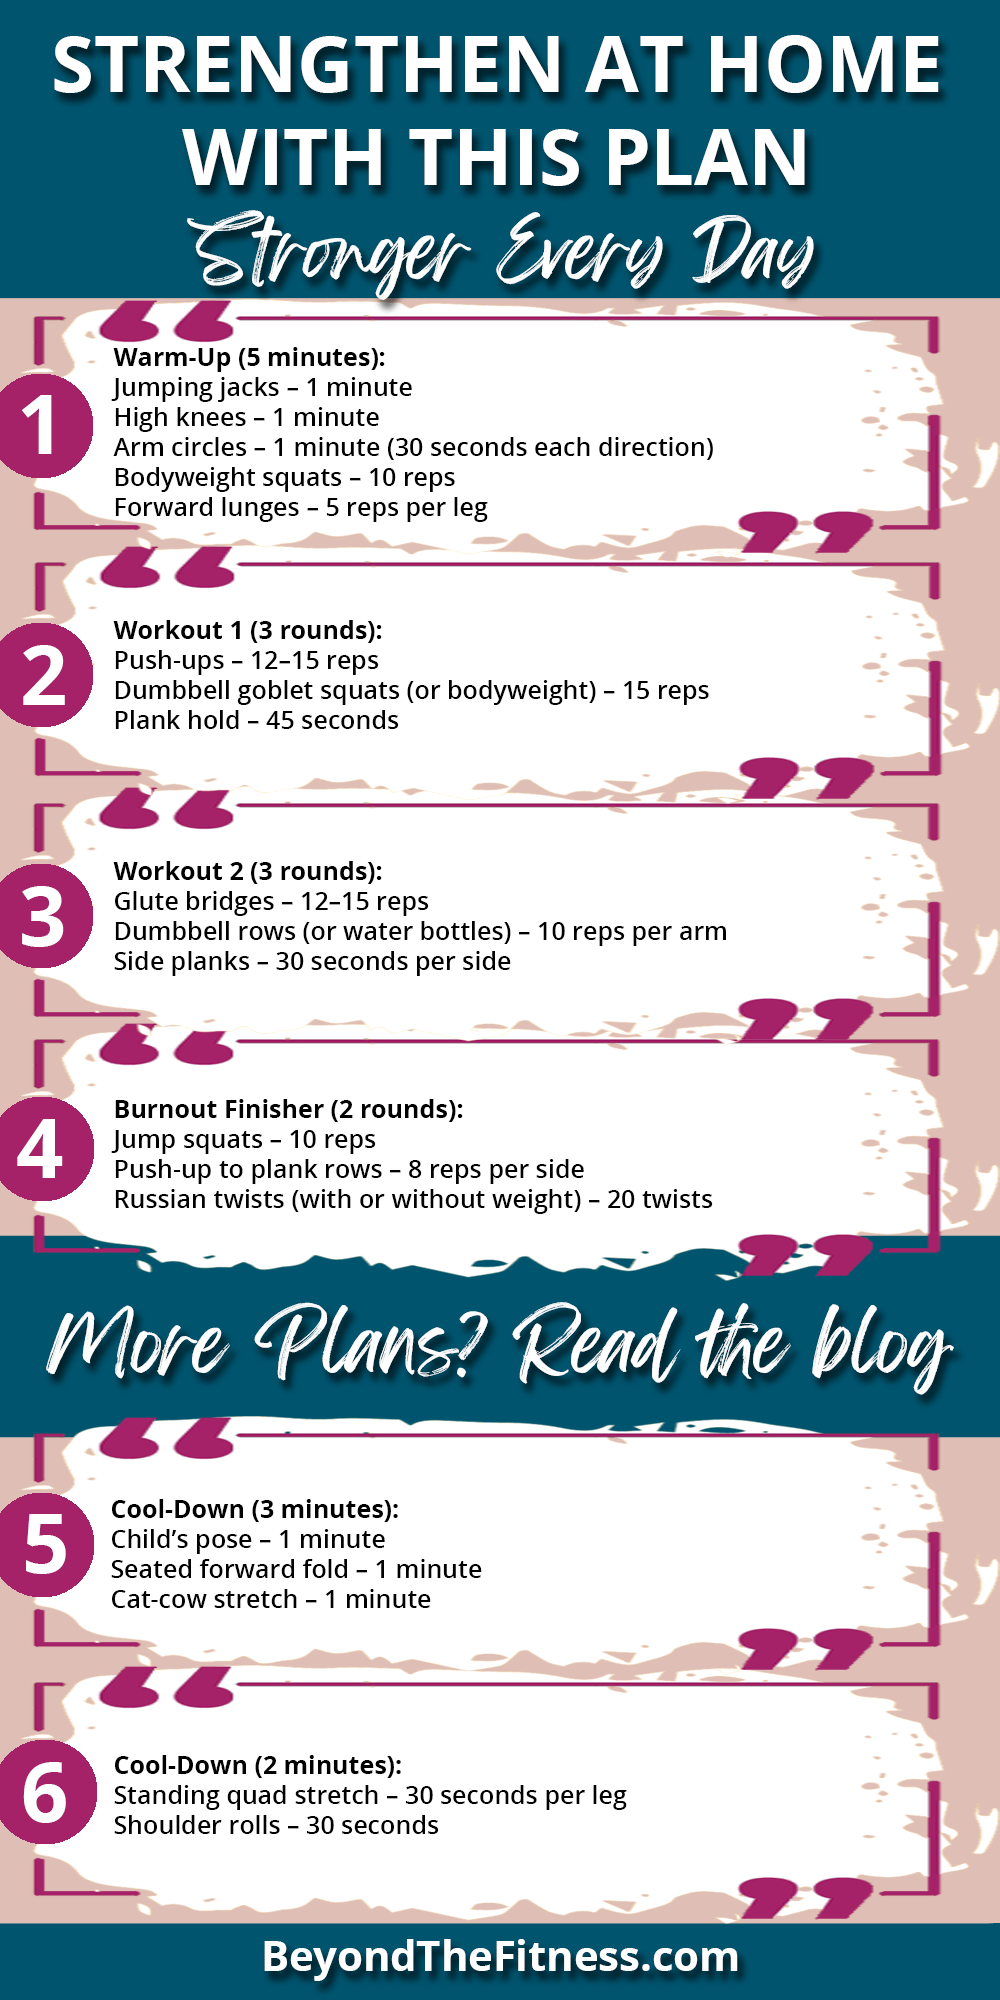 STRENGTHEN AT HOME
WITH THIS PLAN
Stronger Every Day
1
Warm-Up (5 minutes):
Jumping jacks – 1 minute
High knees – 1 minute
Arm circles – 1 minute (30 seconds each direction)
Bodyweight squats – 10 reps
Forward lunges – 5 reps per leg
2
Workout 1 (3 rounds):
Push-ups – 12–15 reps
Dumbbell goblet squats (or bodyweight) – 15 reps
Plank hold – 45 seconds
3
Workout 2 (3 rounds):
Glute bridges – 12–15 reps
Dumbbell rows (or water bottles) – 10 reps per arm
Side planks – 30 seconds per side
4
Burnout Finisher (2 rounds):
Jump squats – 10 reps
Push-up to plank rows – 8 reps per side
Russian twists (with or without weight) – 20 twists
More Plans? Read the blog
5
Cool-Down (3 minutes):
Child’s pose – 1 minute
Seated forward fold – 1 minute
Cat-cow stretch – 1 minute
6
Cool-Down (2 minutes):
Standing quad stretch – 30 seconds per leg
Shoulder rolls – 30 seconds
BeyondTheFitness.com